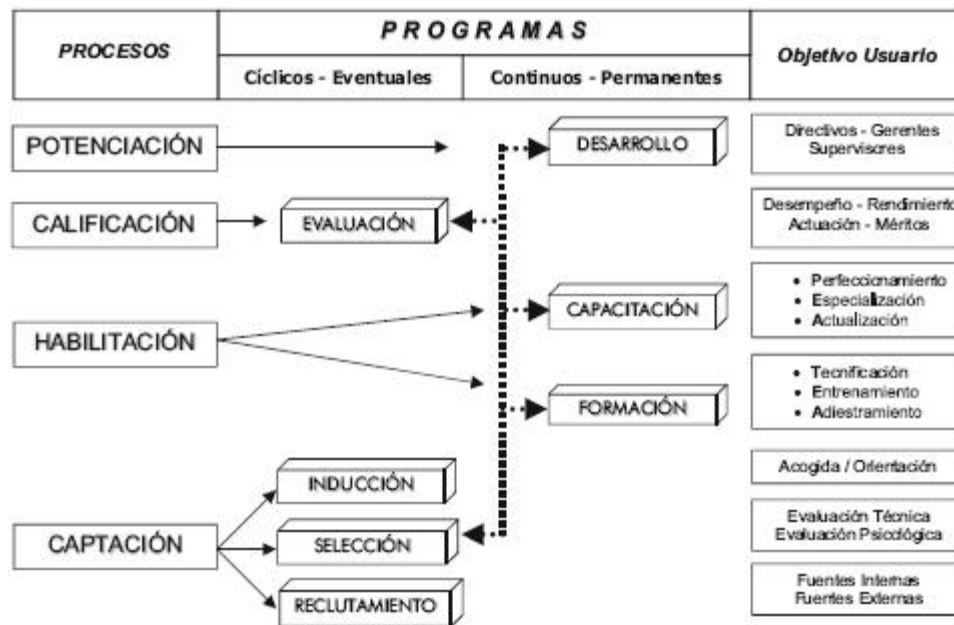 PROCESOS
PROGRAMAS
Cíclicos - Eventuales
Continuos - Permanentes
Objetivo Usuario
POTENCIACIÓN
DESARROLLO
Directivos - Gerentes
Supervisores
CALIFICACIÓN
EVALUACIÓN
Desempeño - Rendimiento
Actuación - Méritos
HABILITACIÓN
CAPACITACIÓN
• Perfeccionamiento
• Especialización
• Actualización
FORMACIÓN
• Tecnificación
• Entrenamiento
• Adiestramiento
CAPTACIÓN
INDUCCIÓN
Acogida / Orientación
SELECCIÓN
Evaluación Técnica
Evaluación Psicológica
RECLUTAMIENTO
Fuentes Internas
Fuentes Externas